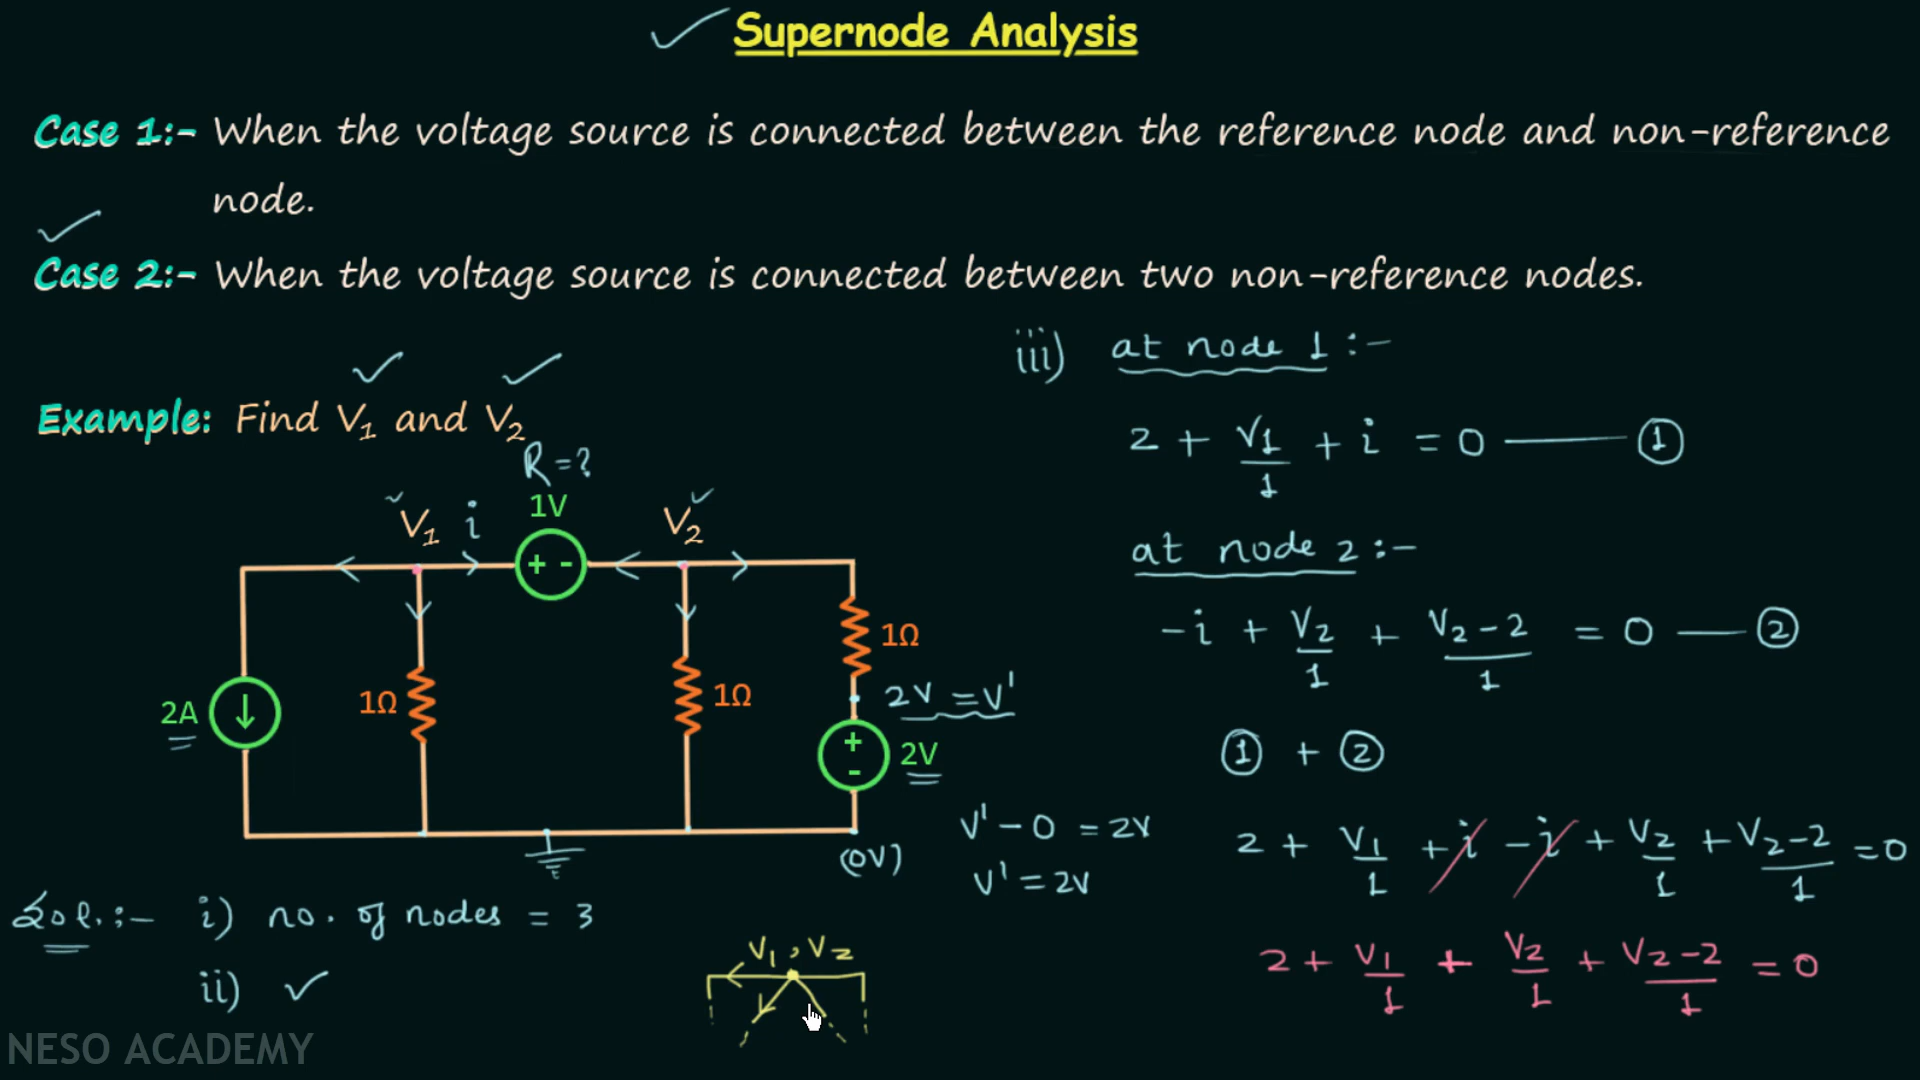 Supernode Analysis
Case 1:- When the voltage source is connected between the reference node and non-reference
node.
Case 2:- When the voltage source is connected between two non-reference nodes.
Example: Find V₁ and V₂
R = ?
1V
V₁ i
V₂
+ -
1Ω
2A
1Ω
1Ω
2V = V'
+
-
2V
(0V)
V' - 0 = 2V
V' = 2V
Sol. :- i) no. of nodes = 3
ii) ✓
V₁, V₂
iii) at node 1 :-
2 + V₁/1 + i = 0 —— ①
at node 2 :-
-i + V₂/1 + V₂-2/1 = 0 —— ②
① + ②
2 + V₁/1 + i - i + V₂/1 + V₂-2/1 = 0
2 + V₁/1 + V₂/1 + V₂-2/1 = 0
NESO ACADEMY